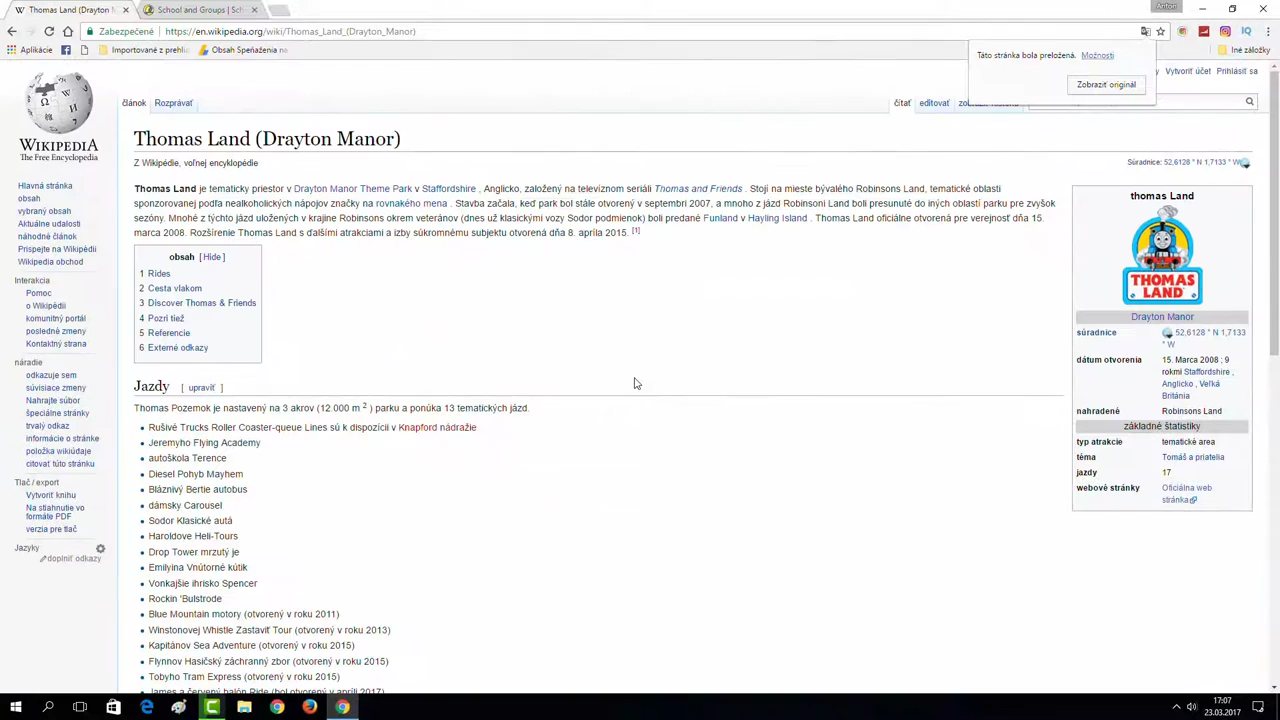 Thomas Land (Drayton M
School and Groups | Sch
Anton
Zabezpečené
https://en.wikipedia.org/wiki/Thomas_Land_(Drayton_Manor)
Aplikácie
Importované z prehli
Obsah Speňaženia na
Iné záložky
Táto stránka bola preložená. Možnosti
Zobraziť originál
Vytvoriť účet Prihlásiť sa
článok Rozprávať
čítať editovať
WIKIPEDIA
The Free Encyclopedia
Thomas Land (Drayton Manor)
Z Wikipédie, voľnej encyklopédie
Súradnice: 52,6128 ° N 1,7133 ° W
Thomas Land je tematicky priestor v Drayton Manor Theme Park v Staffordshire , Anglicko, založený na televíznom seriáli Thomas and Friends . Stojí na mieste bývalého Robinsons Land, tematické oblasti
sponzorovanej podľa nealkoholických nápojov značky na rovnakého mena . Stavba začala, keď park bol stále otvorený v septembri 2007, a mnoho z jázd Robinsoni Land boli presunuté do iných oblastí parku pre zvyšok
sezóny. Mnohé z týchto jázd uložených v krajine Robinsons okrem veteránov (dnes už klasickými vozy Sodor podmienok) boli predané Funland v Hayling Island . Thomas Land oficiálne otvorená pre verejnosť dňa 15.
marca 2008. Rozšírenie Thomas Land s ďalšími atrakciami a izby súkromnému subjektu otvorená dňa 8. apríla 2015. [1]
obsah [Hide]
1 Rides
2 Cesta vlakom
3 Discover Thomas & Friends
4 Pozri tiež
5 Referencie
6 Externé odkazy
Jazdy [ upraviť ]
Thomas Pozemok je nastavený na 3 akrov (12.000 m 2 ) parku a ponúka 13 tematických jázd.
Rušivé Trucks Roller Coaster-queue Lines sú k dispozícii v Knapford nádražie
Jeremyho Flying Academy
autoškola Terence
Diesel Pohyb Mayhem
Bláznivý Bertie autobus
dámsky Carousel
Sodor Klasické autá
Haroldove Heli-Tours
Drop Tower mrzutý je
Emilyina Vnútorné kútik
Vonkajšie ihrisko Spencer
Rockin 'Bulstrode
Blue Mountain motory (otvorený v roku 2011)
Winstonovej Whistle Zastaviť Tour (otvorený v roku 2013)
Kapitánov Sea Adventure (otvorený v roku 2015)
Flynnov Hasičský záchranný zbor (otvorený v roku 2015)
Tobyho Tram Express (otvorený v roku 2015)
James a červený balón Ride (bol otvorený v apríli 2017)
thomas Land
THOMAS
LAND
Drayton Manor
súradnice 52,6128 ° N 1,7133
° W
dátum otvorenia 15. Marca 2008 ; 9
rokmi Staffordshire ,
Anglicko , Veľká
Británia
nahradené Robinsons Land
základné štatistiky
typ atrakcie tematické area
téma Tomáš a priatelia
jazdy 17
webové stránky Oficiálna web
stránka
Hlavná stránka
obsah
vybraný obsah
Aktuálne udalosti
náhodné článok
Prispejte na Wikipédii
Wikipedia obchod
Interakcia
Pomoc
o Wikipédii
komunitný portál
posledné zmeny
Kontaktný strana
náradie
odkazuje sem
súvisiace zmeny
Nahrajte súbor
špeciálne stránky
trvalý odkaz
informácie o stránke
položka wikiúdaje
citovať túto stránku
Tlač / export
Vytvoriť knihu
Na stiahnutie vo
formáte PDF
verzia pre tlač
Jazyky
doplniť odkazy
17:07
23.03.2017